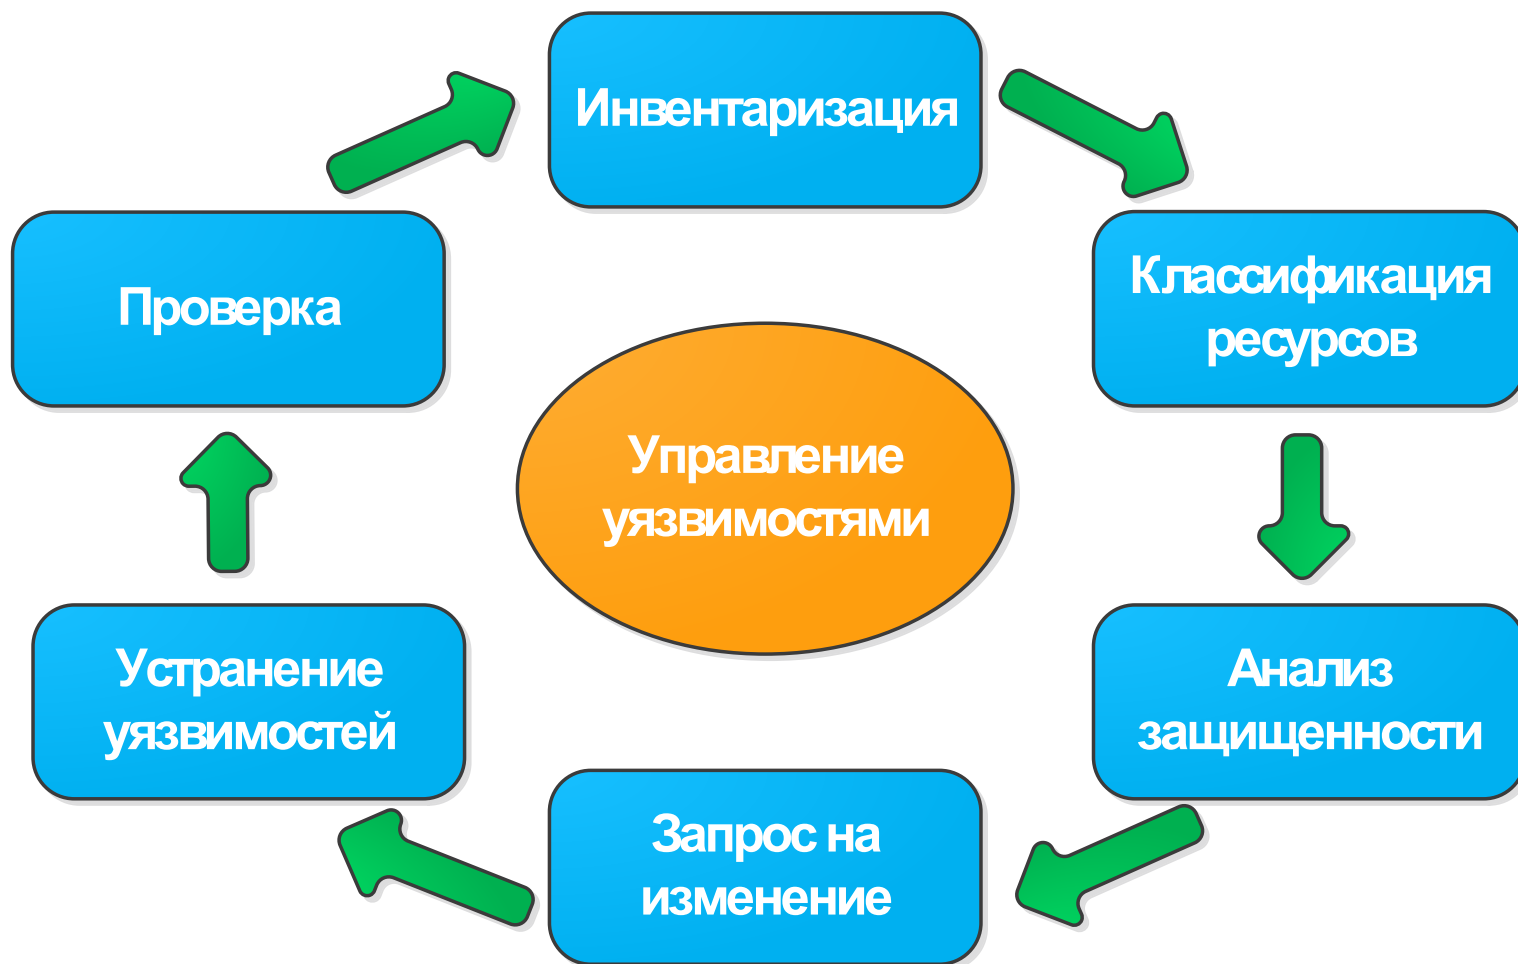 Инвентаризация
Классификация
ресурсов
Проверка
Управление
уязвимостями
Устранение
уязвимостей
Анализ
защищенности
Запрос на
изменение